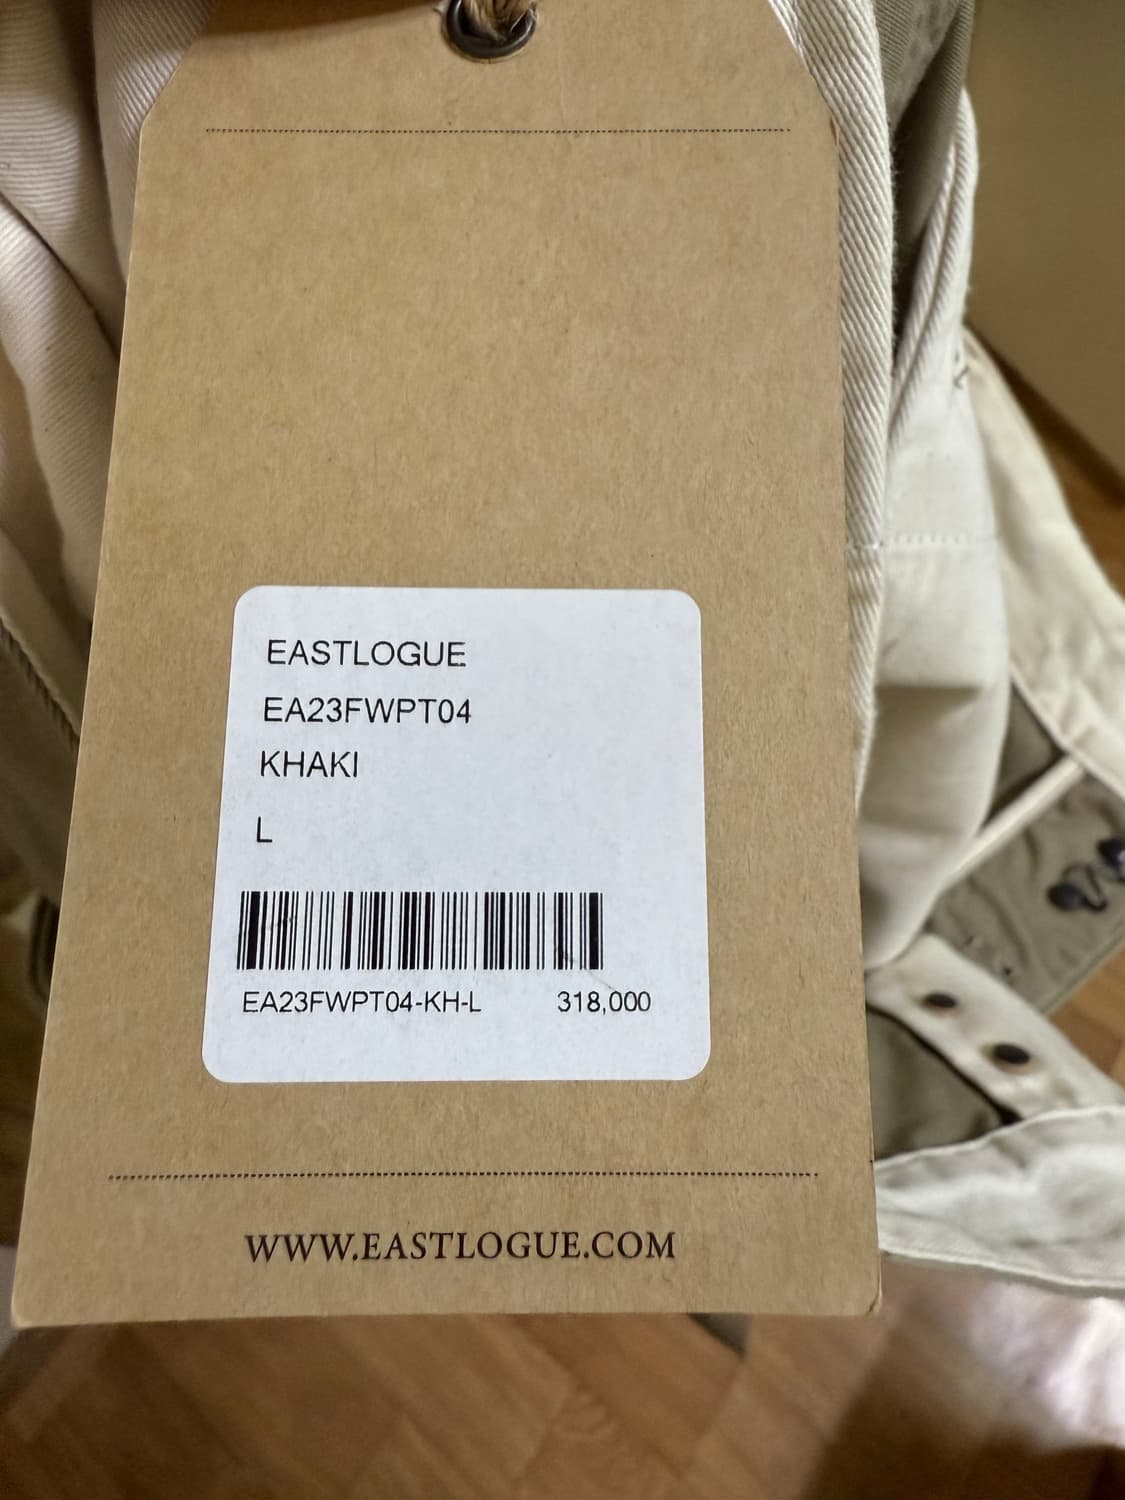 EASTLOGUE
EA23FWPT04
KHAKI
L
EA23FWPT04-KH-L 318,000
WWW.EASTLOGUE.COM